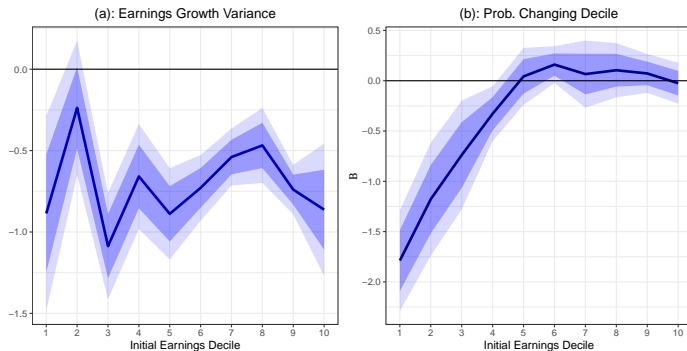 (a): Earnings Growth Variance
0.0
−0.5
−1.0
−1.5
1 2 3 4 5 6 7 8 9 10
Initial Earnings Decile
(b): Prob. Changing Decile
B
0.5
0.0
−0.5
−1.0
−1.5
−2.0
1 2 3 4 5 6 7 8 9 10
Initial Earnings Decile